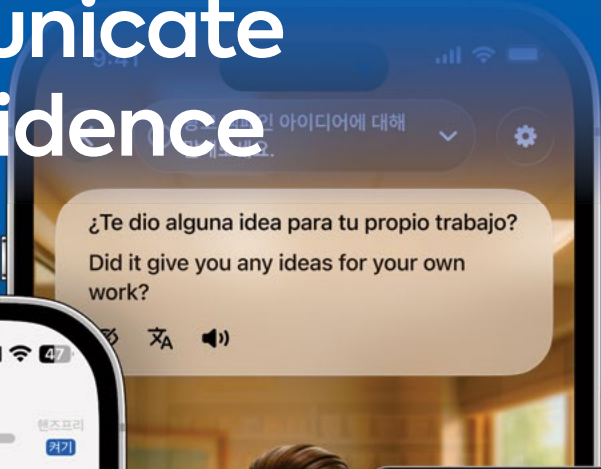 unicate
idence
9:41
아이디어에 대해
¿Te dio alguna idea para tu propio trabajo?
Did it give you any ideas for your own
work?
47
핸즈프리
켜기